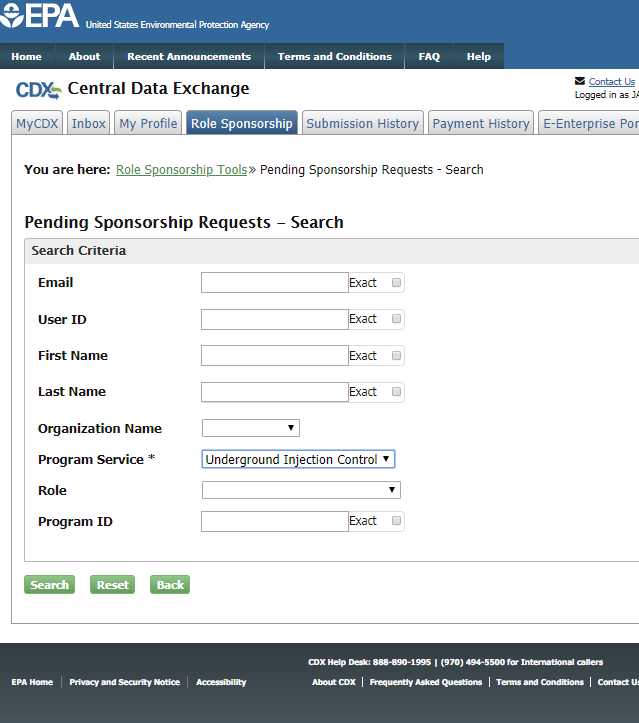 EPA United States Environmental Protection Agency
Home About Recent Announcements Terms and Conditions FAQ Help
CDX Central Data Exchange
Contact Us
Logged in as
MyCDX Inbox My Profile Role Sponsorship Submission History Payment History E-Enterprise
You are here: Role Sponsorship Tools » Pending Sponsorship Requests - Search
Pending Sponsorship Requests – Search
Search Criteria
Email Exact
User ID Exact
First Name Exact
Last Name Exact
Organization Name
Program Service * Underground Injection Control
Role
Program ID Exact
Search Reset Back
CDX Help Desk: 888-890-1995 | (970) 494-5500 for International callers
EPA Home | Privacy and Security Notice | Accessibility About CDX | Frequently Asked Questions | Terms and Conditions | Contact